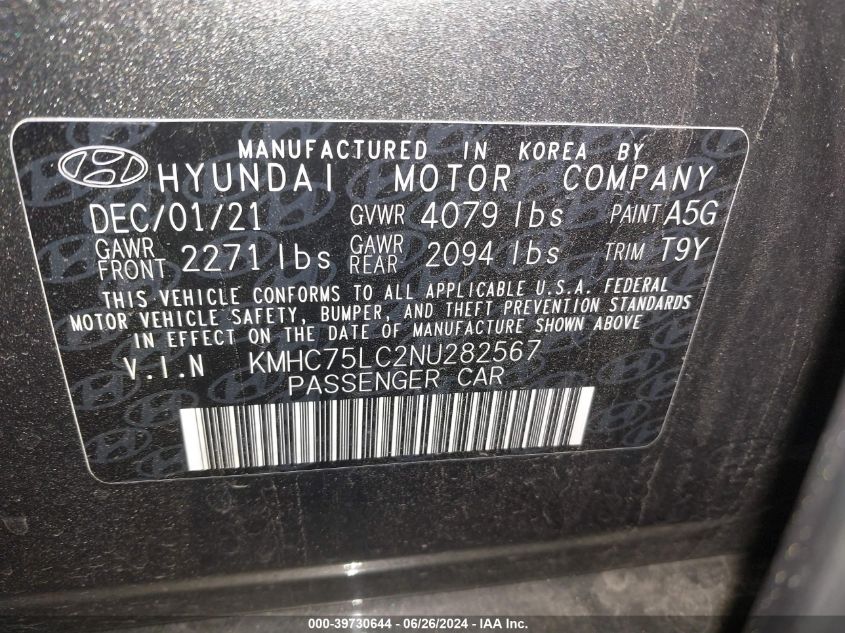 MANUFACTURED IN KOREA BY
HYUNDAI MOTOR COMPANY
DEC/01/21 GVWR 4079 lbs PAINT A5G
GAWR FRONT 2271 lbs GAWR REAR 2094 lbs TRIM T9Y
THIS VEHICLE CONFORMS TO ALL APPLICABLE U.S.A. FEDERAL
MOTOR VEHICLE SAFETY, BUMPER, AND THEFT PREVENTION STANDARDS
IN EFFECT ON THE DATE OF MANUFACTURE SHOWN ABOVE
V.I.N KMHC75LC2NU282567
PASSENGER CAR
000-39730644 - 06/26/2024 - IAA Inc.